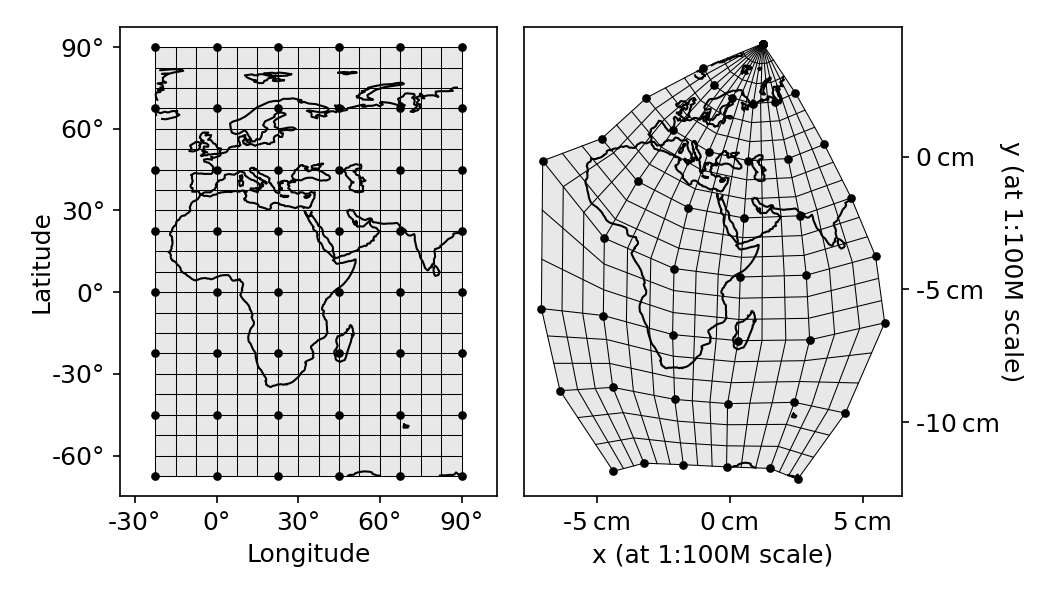 90°
60°
30°
0°
-30°
-60°
Latitude
-30°
0°
30°
60°
90°
Longitude
0 cm
-5 cm
-10 cm
y (at 1:100M scale)
-5 cm
0 cm
5 cm
x (at 1:100M scale)